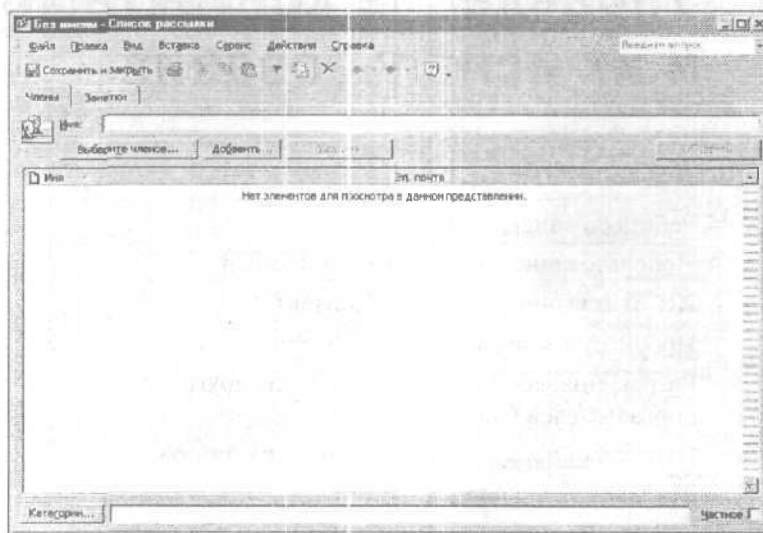 Без имени - Список рассылки
Файл Правка Вид Вставка Сервис Действия Справка Введите вопрос
Сохранить и закрыть
Члены Заметки
Имя:
Выберите членов... Добавить...
Имя Эл. почта
Нет элементов для просмотра в данном представлении.
Категории... Частное